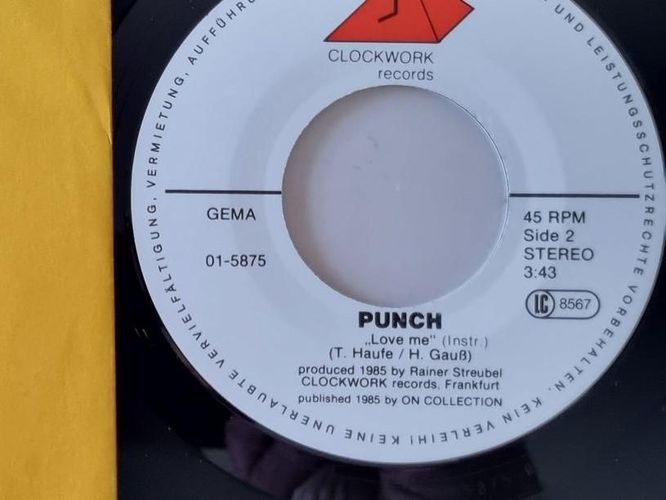 CLOCKWORK
records
GEMA
01-5875
45 RPM
Side 2
STEREO
3:43
LC 8567
PUNCH
„Love me" (Instr.)
(T. Haufe / H. Gauß)
produced 1985 by Rainer Streubel
CLOCKWORK records, Frankfurt
published 1985 by ON COLLECTION
UND LEISTUNGSSCHUTZRECHTE VORBEHALTEN. KEIN VERLEIH! KEINE UNERLAUBTE VERVIELFÄLTIGUNG, VERMIETUNG, AUFFÜHRU